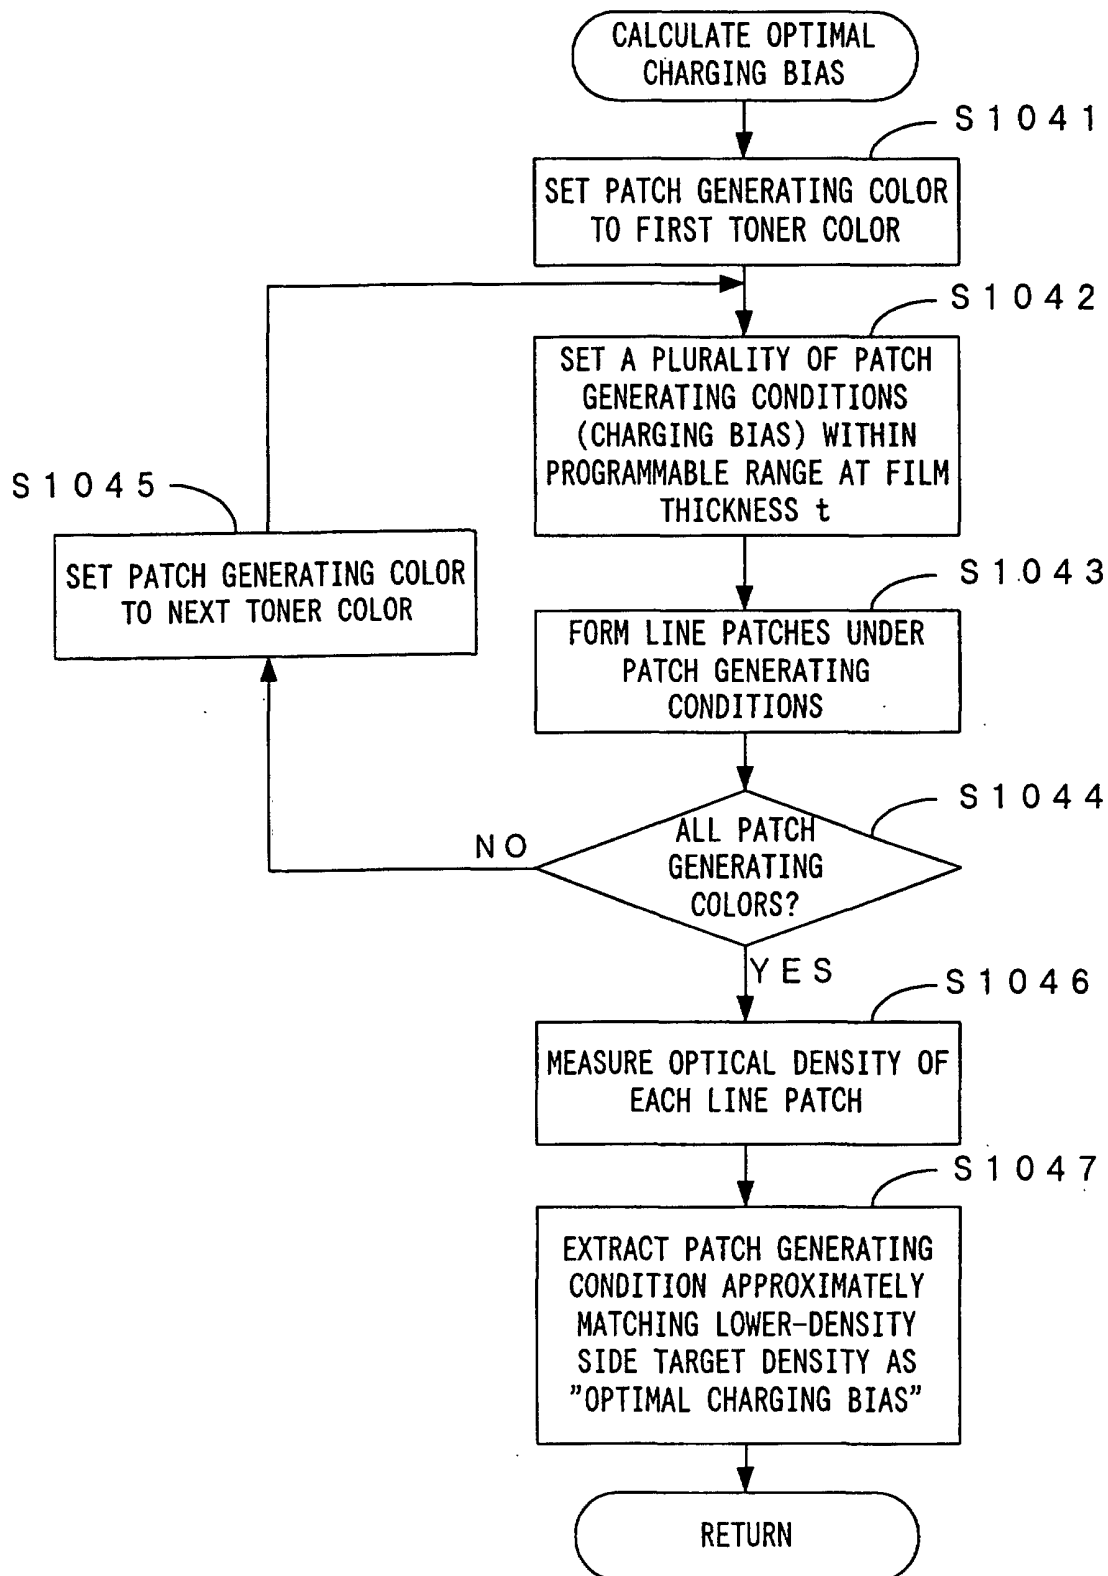 CALCULATE OPTIMAL
CHARGING BIAS
S1041
SET PATCH GENERATING COLOR
TO FIRST TONER COLOR
S1042
SET A PLURALITY OF PATCH
GENERATING CONDITIONS
(CHARGING BIAS) WITHIN
PROGRAMMABLE RANGE AT FILM
THICKNESS t
S1045
SET PATCH GENERATING COLOR
TO NEXT TONER COLOR
S1043
FORM LINE PATCHES UNDER
PATCH GENERATING
CONDITIONS
S1044
ALL PATCH
GENERATING
COLORS?
NO
YES
S1046
MEASURE OPTICAL DENSITY OF
EACH LINE PATCH
S1047
EXTRACT PATCH GENERATING
CONDITION APPROXIMATELY
MATCHING LOWER-DENSITY
SIDE TARGET DENSITY AS
"OPTIMAL CHARGING BIAS"
RETURN